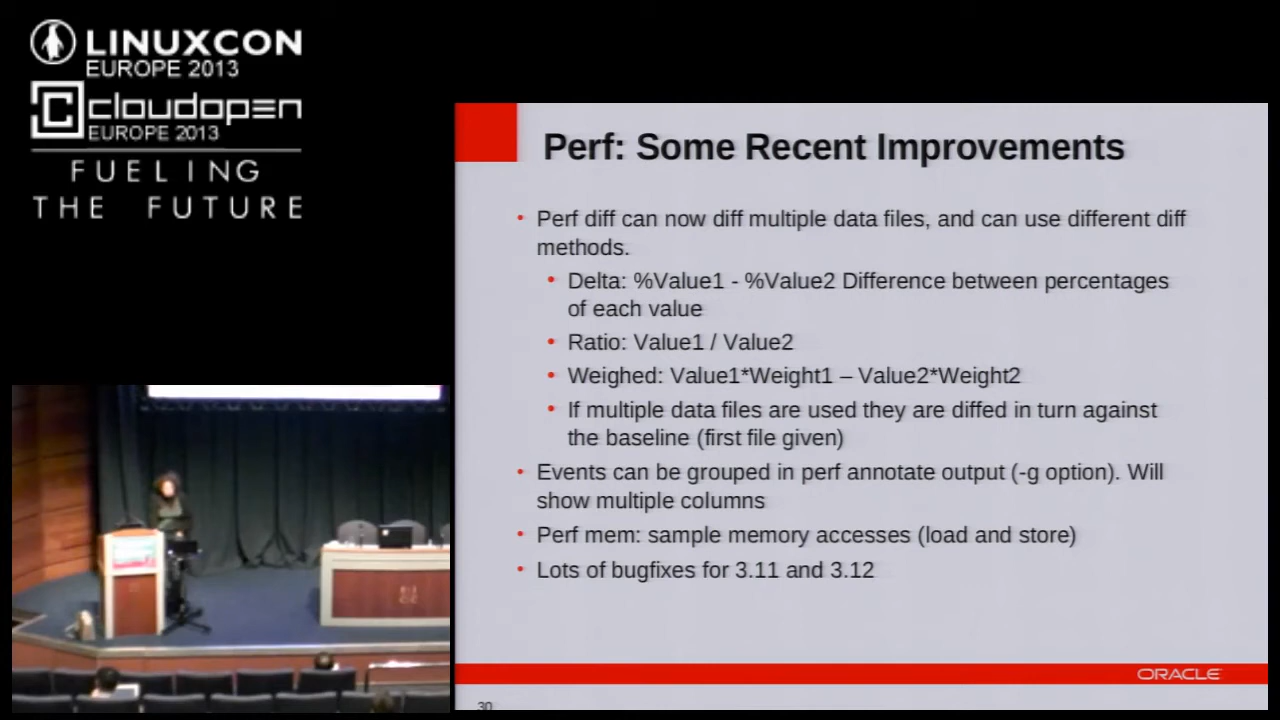 LINUXCON
EUROPE 2013
cloudopen
EUROPE 2013
FUELING
THE FUTURE
Perf: Some Recent Improvements
• Perf diff can now diff multiple data files, and can use different diff
methods.
• Delta: %Value1 - %Value2 Difference between percentages
of each value
• Ratio: Value1 / Value2
• Weighed: Value1*Weight1 – Value2*Weight2
• If multiple data files are used they are diffed in turn against
the baseline (first file given)
• Events can be grouped in perf annotate output (-g option). Will
show multiple columns
• Perf mem: sample memory accesses (load and store)
• Lots of bugfixes for 3.11 and 3.12
ORACLE
30